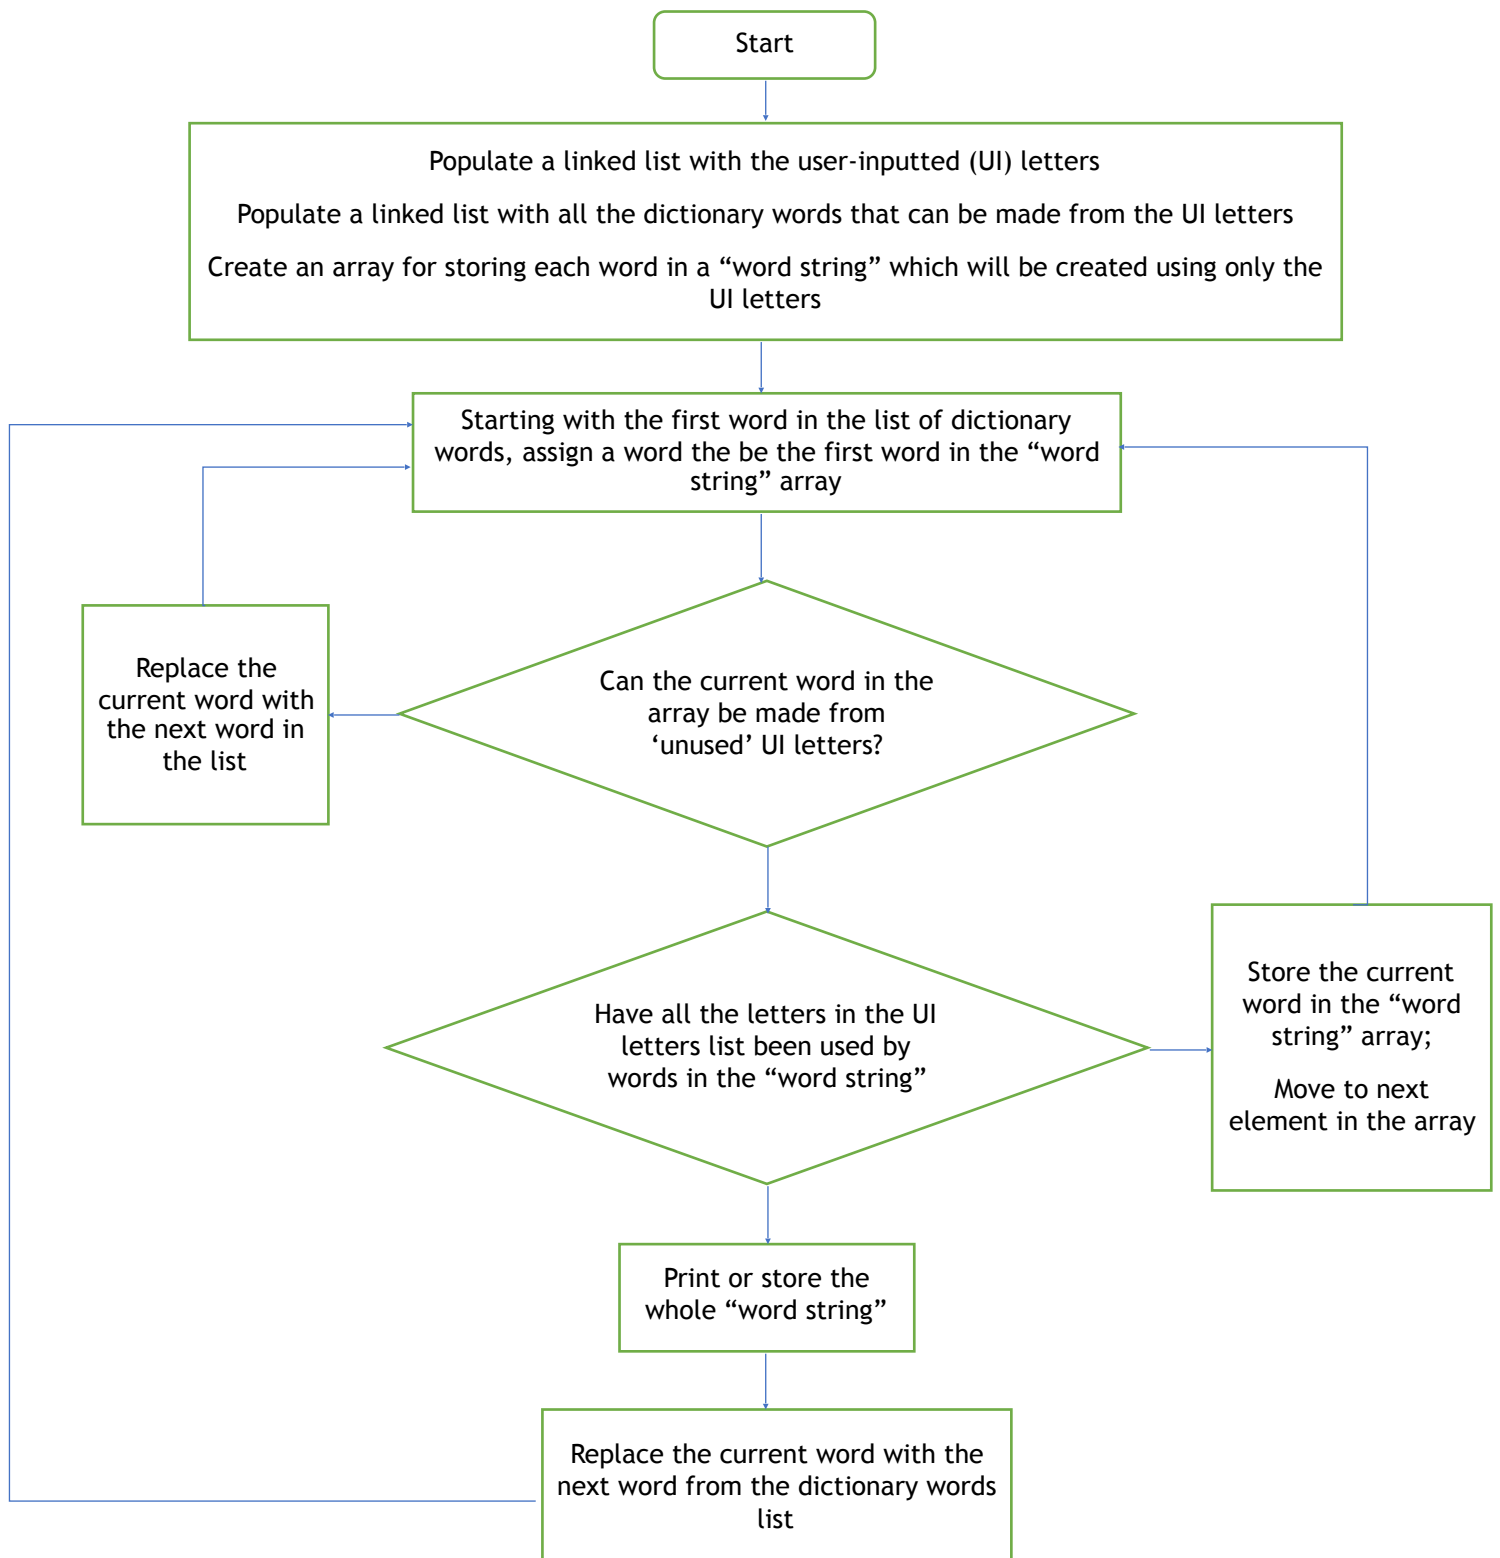 Start
Populate a linked list with the user-inputted (UI) letters
Populate a linked list with all the dictionary words that can be made from the UI letters
Create an array for storing each word in a “word string” which will be created using only the
UI letters
Starting with the first word in the list of dictionary
words, assign a word the be the first word in the “word
string” array
Replace the
current word with
the next word in
the list
Can the current word in the
array be made from
‘unused’ UI letters?
Have all the letters in the UI
letters list been used by
words in the “word string”
Store the current
word in the “word
string” array;
Move to next
element in the array
Print or store the
whole “word string”
Replace the current word with the
next word from the dictionary words
list